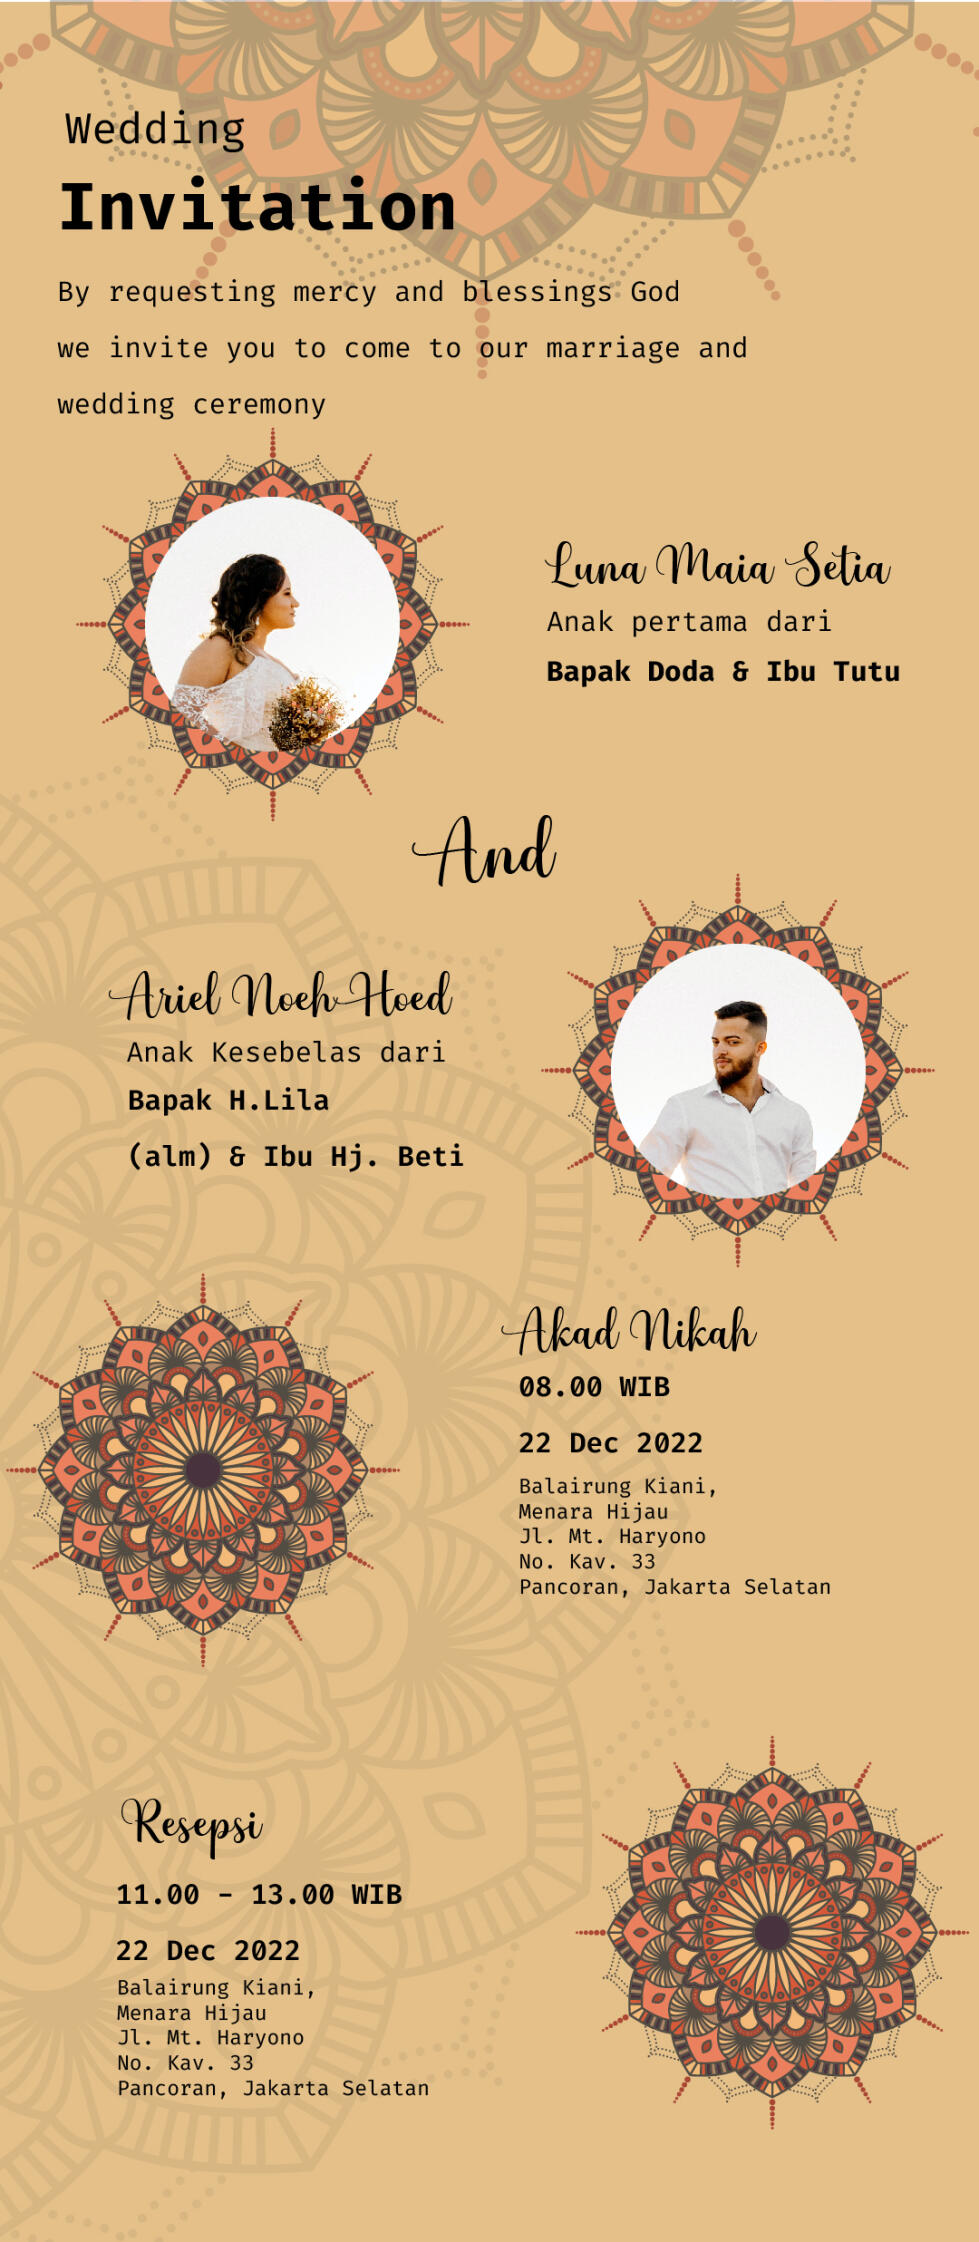 Wedding
Invitation
By requesting mercy and blessings God
we invite you to come to our marriage and
wedding ceremony
Luna Maia Setia
Anak pertama dari
Bapak Doda & Ibu Tutu
And
Ariel Noeh Hoed
Anak Kesebelas dari
Bapak H.Lila
(alm) & Ibu Hj. Beti
Akad Nikah
08.00 WIB
22 Dec 2022
Balairung Kiani,
Menara Hijau
Jl. Mt. Haryono
No. Kav. 33
Pancoran, Jakarta Selatan
Resepsi
11.00 - 13.00 WIB
22 Dec 2022
Balairung Kiani,
Menara Hijau
Jl. Mt. Haryono
No. Kav. 33
Pancoran, Jakarta Selatan